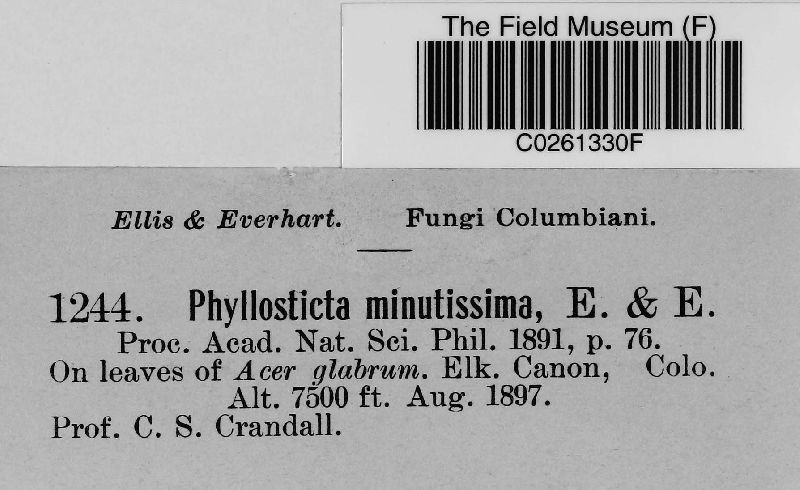 The Field Museum (F)
C0261330F
Ellis & Everhart. Fungi Columbiani.
1244. Phyllosticta minutissima, E. & E.
Proc. Acad. Nat. Sci. Phil. 1891, p. 76.
On leaves of Acer glabrum. Elk. Canon, Colo.
Alt. 7500 ft. Aug. 1897.
Prof. C. S. Crandall.